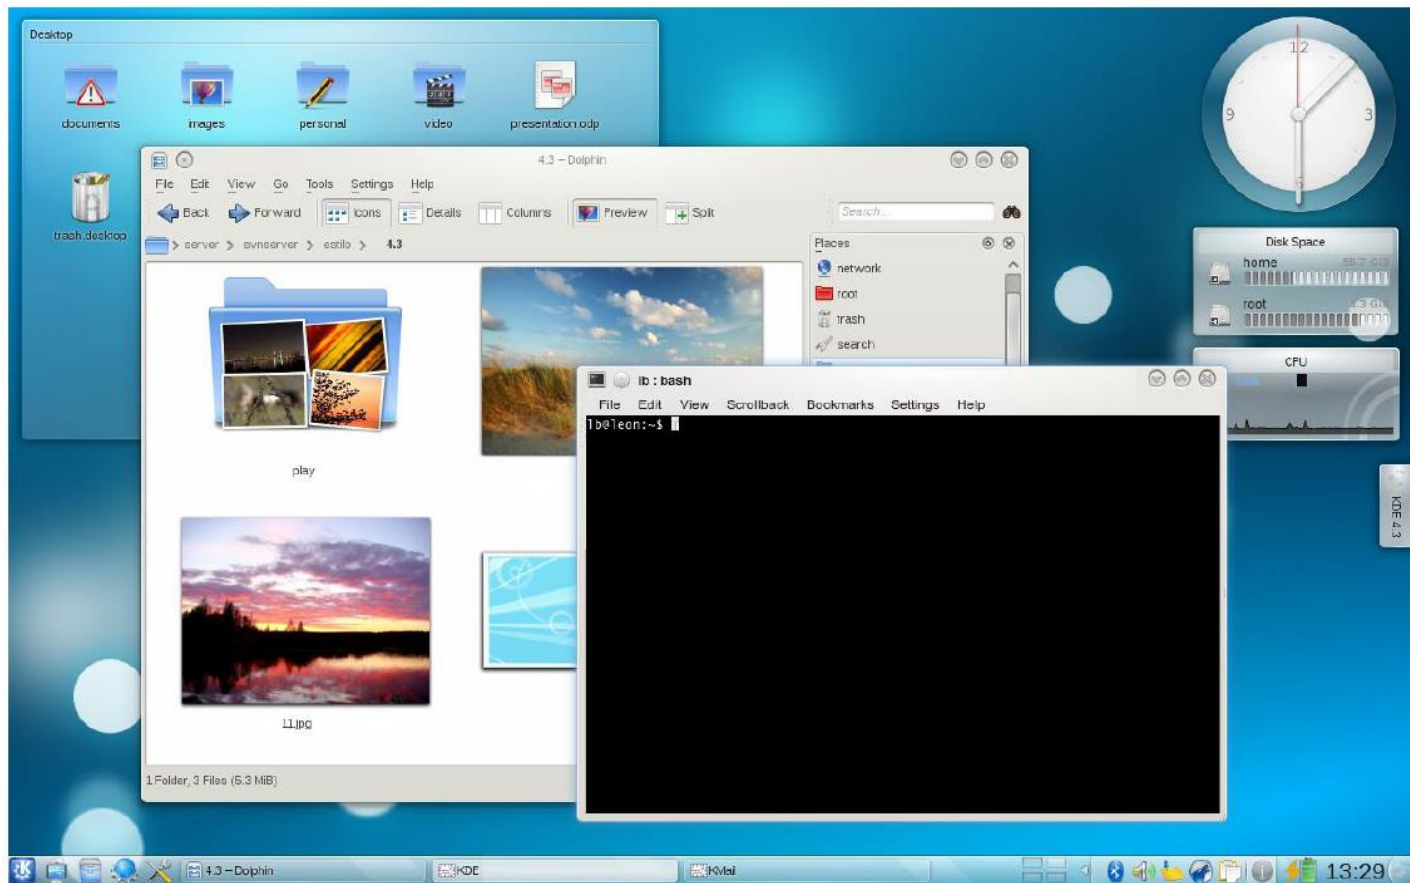 Desktop
documents
images
personal
video
presentation.odp
trash.desktop
12
3
9
4.3 – Dolphin
File Edit View Go Tools Settings Help
Back Forward Icons Details Columns Preview Split
Search...
server > svnserver > estilo > 4.3
Places
network
root
trash
search
play
11.jpg
1 Folder, 3 Files (5.3 MiB)
lb : bash
File Edit View Scrollback Bookmarks Settings Help
lb@leon:~$
Disk Space
home
root
CPU
KDE 4.3
4.3 – Dolphin
KDE
KMail
13:29